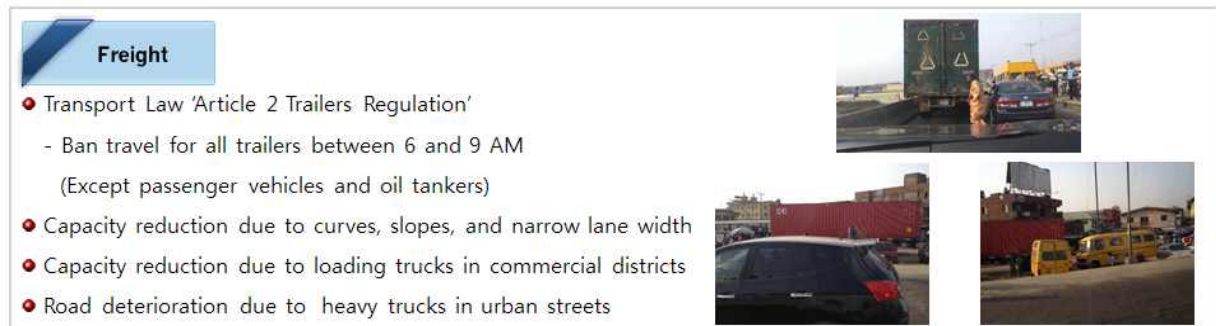 Freight
Transport Law ‘Article 2 Trailers Regulation’
- Ban travel for all trailers between 6 and 9 AM
(Except passenger vehicles and oil tankers)
Capacity reduction due to curves, slopes, and narrow lane width
Capacity reduction due to loading trucks in commercial districts
Road deterioration due to heavy trucks in urban streets